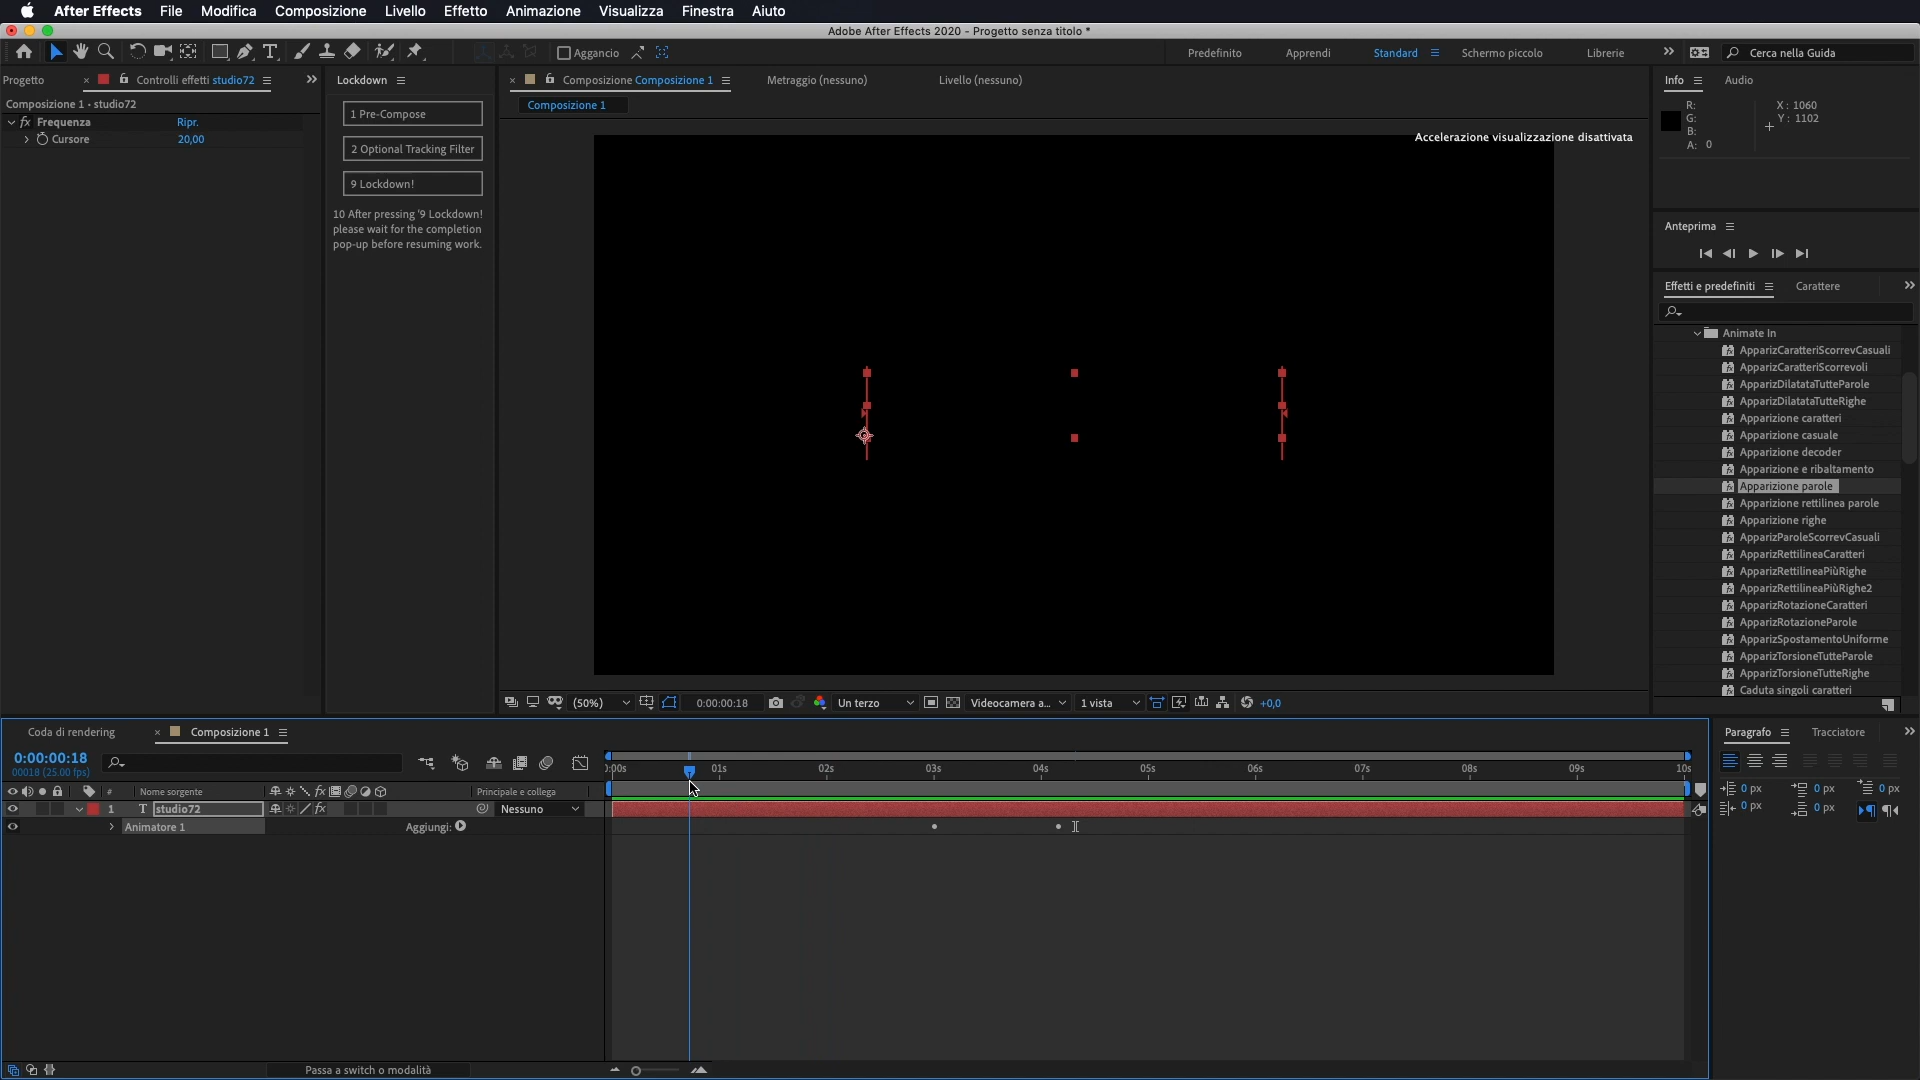 After Effects File Modifica Composizione Livello Effetto Animazione Visualizza Finestra Aiuto
Adobe After Effects 2020 - Progetto senza titolo *
Aggancio
Predefinito Apprendi Standard Schermo piccolo Librerie Cerca nella Guida
Progetto Controlli effetti studio72
Composizione 1 • studio72
fx Frequenza Ripr.
Cursore 20,00
Lockdown
1 Pre-Compose
2 Optional Tracking Filter
9 Lockdown!
10 After pressing '9 Lockdown!
please wait for the completion
pop-up before resuming work.
Composizione Composizione 1 Metraggio (nessuno) Livello (nessuno)
Composizione 1
Accelerazione visualizzazione disattivata
(50%) 0:00:00:18 Un terzo Videocamera a... 1 vista +0,0
Info Audio
R:
G:
B:
A: 0
X: 1060
Y: 1102
Anteprima
Effetti e predefiniti Carattere
Animate In
ApparizCaratteriScorrevCasuali
ApparizCaratteriScorrevoli
ApparizDilatataTutteParole
ApparizDilatataTutteRighe
Apparizione caratteri
Apparizione casuale
Apparizione decoder
Apparizione e ribaltamento
Apparizione parole
Apparizione rettilinea parole
Apparizione righe
ApparizParoleScorrevCasuali
ApparizRettilineaCaratteri
ApparizRettilineaPiùRighe
ApparizRettilineaPiùRighe2
ApparizRotazioneCaratteri
ApparizRotazioneParole
ApparizSpostamentoUniforme
ApparizTorsioneTutteParole
ApparizTorsioneTutteRighe
Caduta singoli caratteri
Coda di rendering Composizione 1
0:00:00:18
00018 (25.00 fps)
):00s 01s 02s 03s 04s 05s 06s 07s 08s 09s 10s
# Nome sorgente fx Principale e collega
1 T studio72 fx Nessuno
Animatore 1 Aggiungi:
Passa a switch o modalità
Paragrafo Tracciatore
0 px 0 px 0 px
0 px 0 px